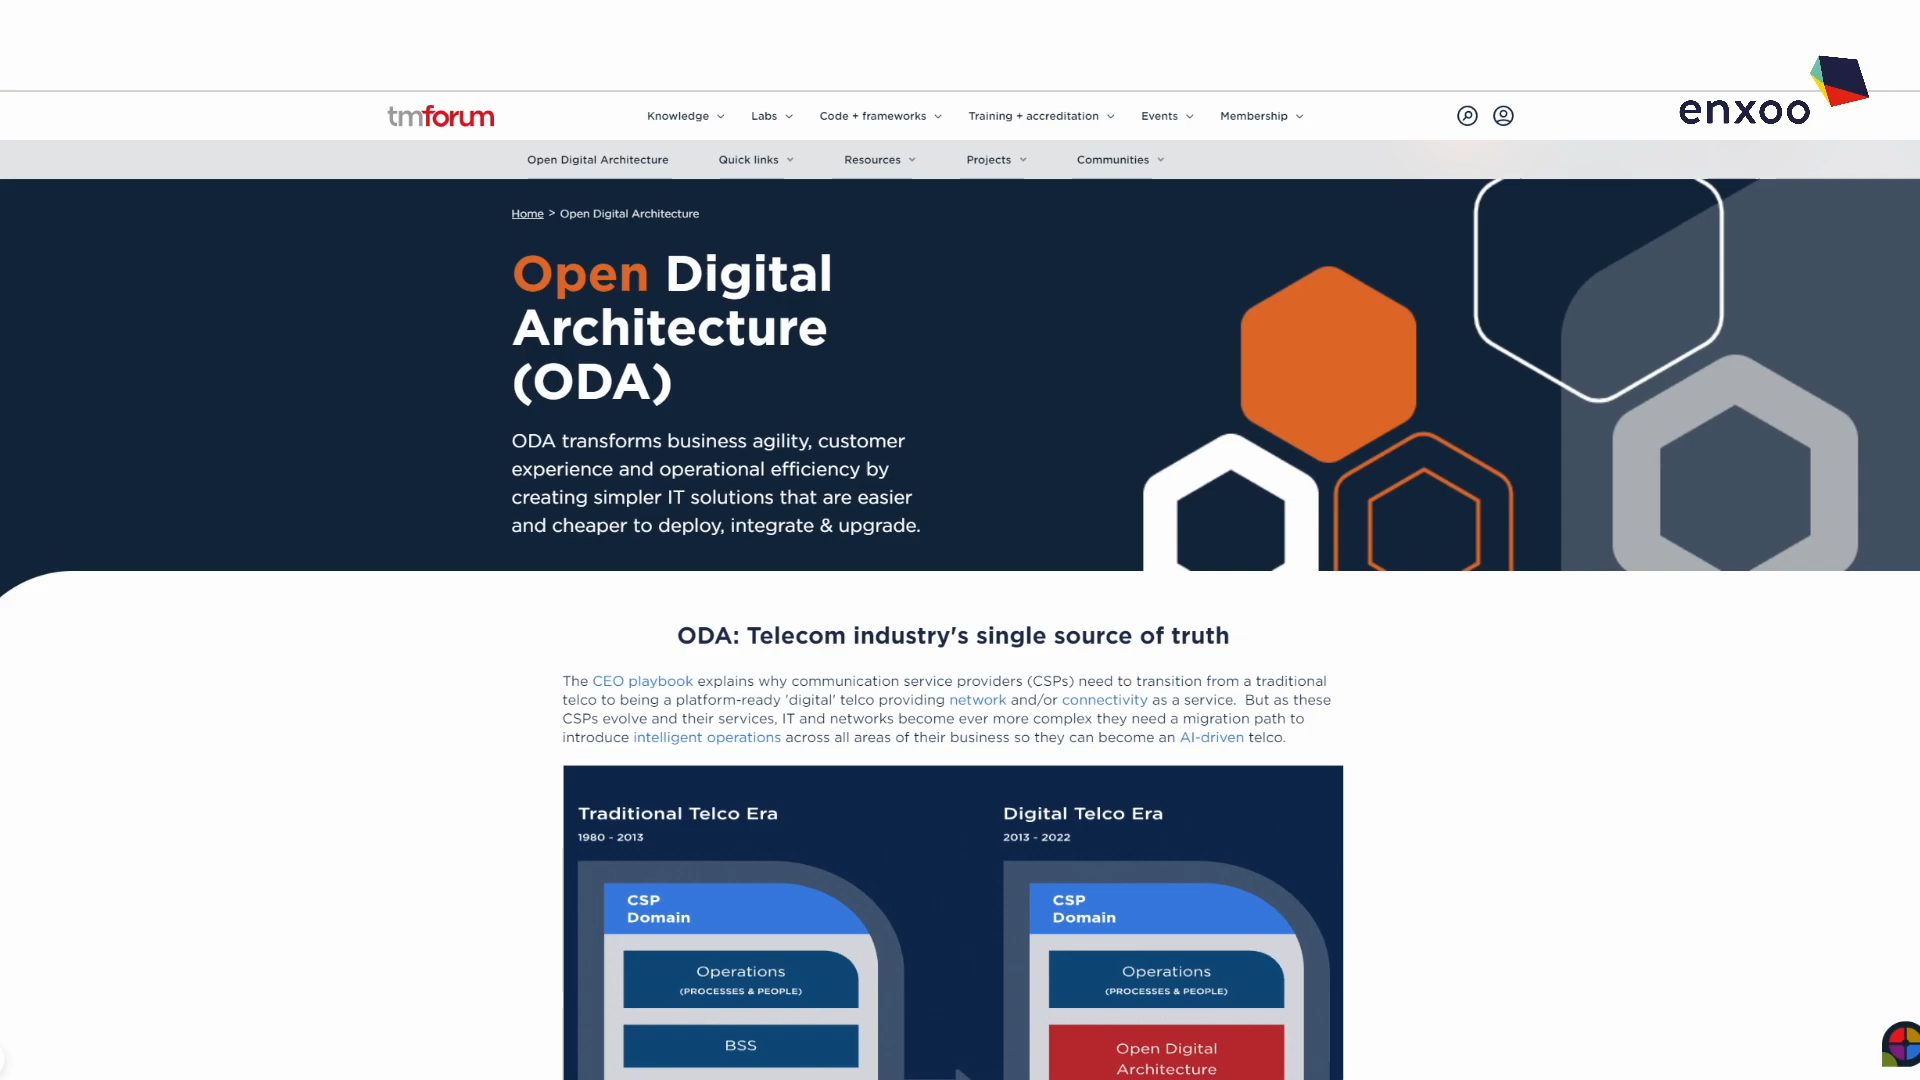 enxoo
tmforum
Knowledge Labs Code + frameworks Training + accreditation Events Membership
Open Digital Architecture Quick links Resources Projects Communities
Home > Open Digital Architecture
Open Digital
Architecture
(ODA)
ODA transforms business agility, customer
experience and operational efficiency by
creating simpler IT solutions that are easier
and cheaper to deploy, integrate & upgrade.
ODA: Telecom industry's single source of truth
The CEO playbook explains why communication service providers (CSPs) need to transition from a traditional
telco to being a platform-ready 'digital' telco providing network and/or connectivity as a service. But as these
CSPs evolve and their services, IT and networks become ever more complex they need a migration path to
introduce intelligent operations across all areas of their business so they can become an AI-driven telco.
Traditional Telco Era
1980 - 2013
CSP
Domain
Operations
(PROCESSES & PEOPLE)
BSS
Digital Telco Era
2013 - 2022
CSP
Domain
Operations
(PROCESSES & PEOPLE)
Open Digital
Architecture